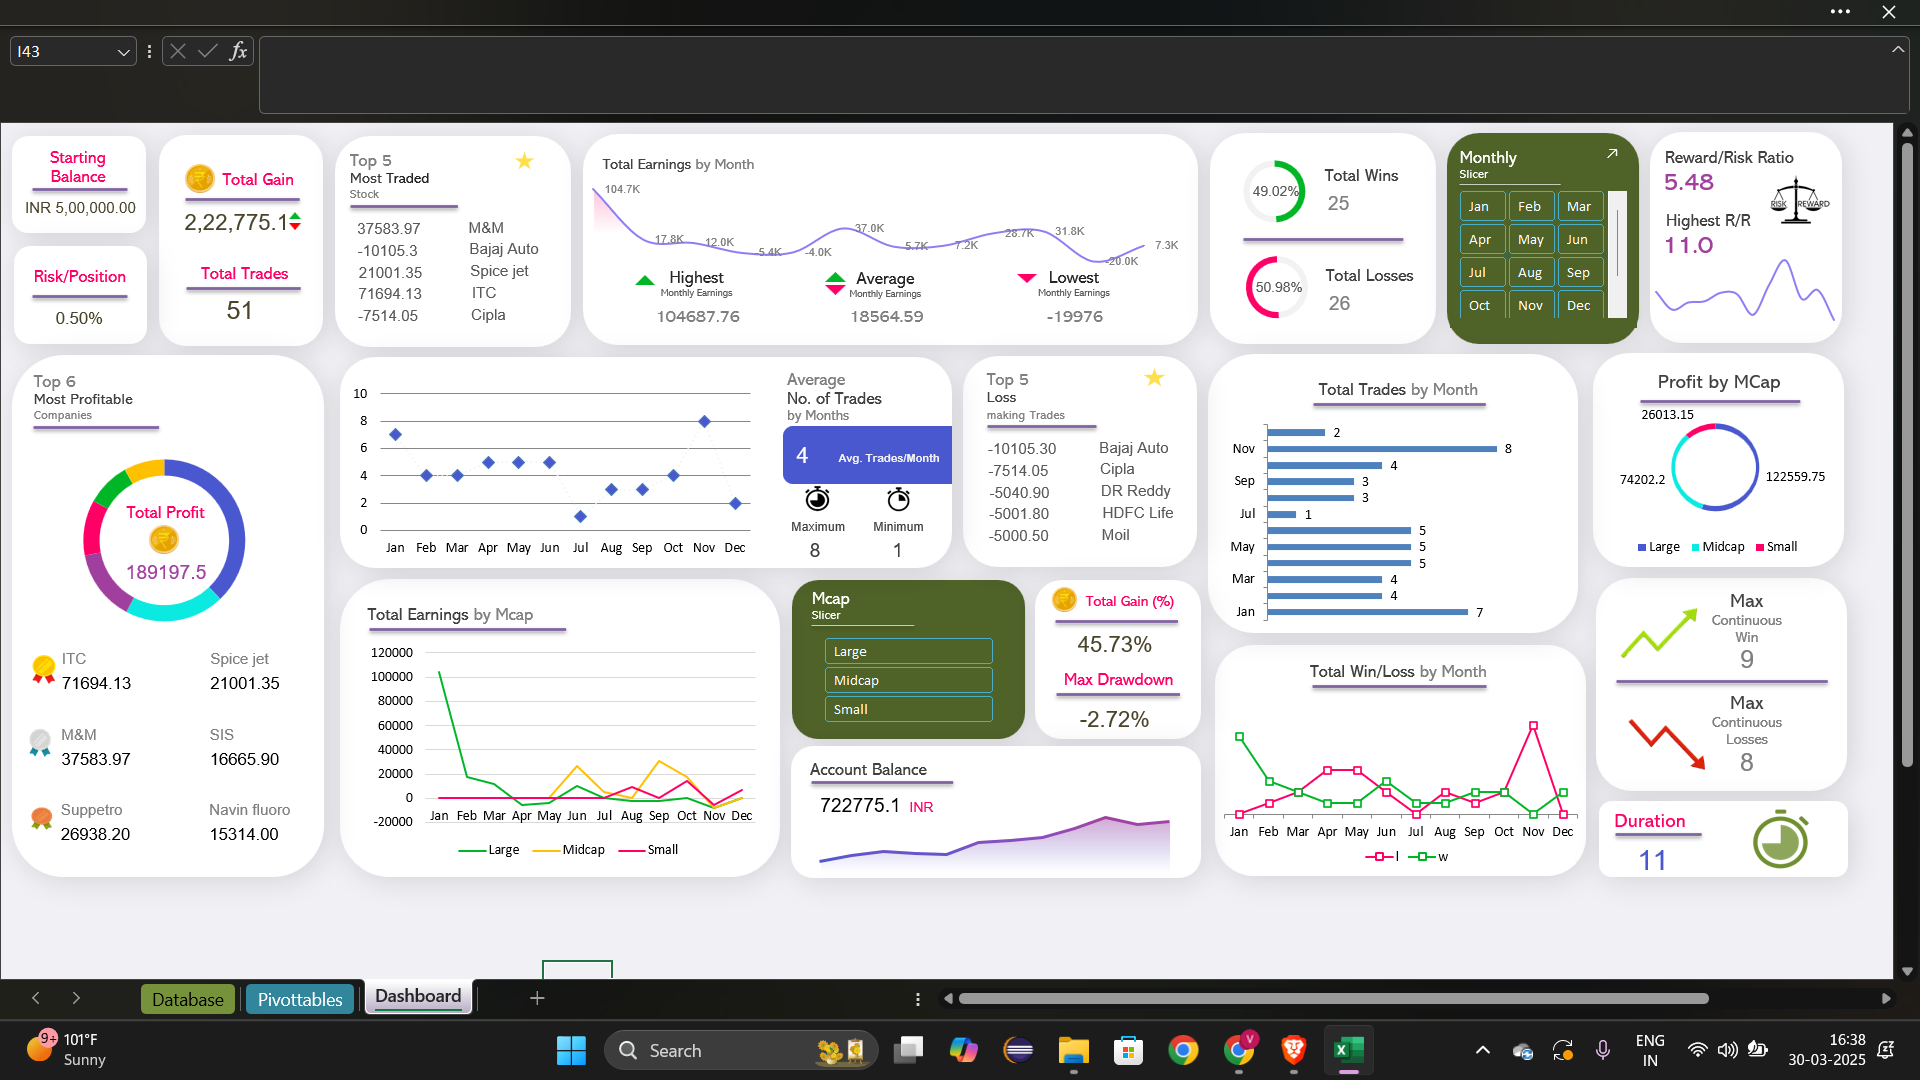 I43
fx
Starting
Balance
INR 5,00,000.00
Risk/Position
0.50%
Total Gain
2,22,775.1
Total Trades
51
Top 5
Most Traded
Stock
37583.97 M&M
-10105.3 Bajaj Auto
21001.35 Spice jet
71694.13 ITC
-7514.05 Cipla
Total Earnings by Month
104.7K
17.8K
12.0K
-5.4K
-4.0K
37.0K
5.7K
7.2K
28.7K
31.8K
-20.0K
7.3K
Highest
Monthly Earnings
104687.76
Average
Monthly Earnings
18564.59
Lowest
Monthly Earnings
-19976
49.02%
Total Wins
25
50.98%
Total Losses
26
Monthly
Slicer
Jan Feb Mar
Apr May Jun
Jul Aug Sep
Oct Nov Dec
Reward/Risk Ratio
5.48
Highest R/R
11.0
RISK REWARD
Top 6
Most Profitable
Companies
Total Profit
189197.5
ITC Spice jet
71694.13 21001.35
M&M SIS
37583.97 16665.90
Suppetro Navin fluoro
26938.20 15314.00
10
8
6
4
2
0
Jan Feb Mar Apr May Jun Jul Aug Sep Oct Nov Dec
Average
No. of Trades
by Months
4 Avg. Trades/Month
Maximum Minimum
8 1
Top 5
Loss
making Trades
-10105.30 Bajaj Auto
-7514.05 Cipla
-5040.90 DR Reddy
-5001.80 HDFC Life
-5000.50 Moil
Total Trades by Month
2
Nov 8
4
Sep 3
3
Jul 1
5
May 5
5
Mar 4
4
Jan 7
Profit by MCap
26013.15
74202.2
122559.75
Large Midcap Small
Total Earnings by Mcap
120000
100000
80000
60000
40000
20000
0
-20000
Jan Feb Mar Apr May Jun Jul Aug Sep Oct Nov Dec
Large Midcap Small
Mcap
Slicer
Large
Midcap
Small
Total Gain (%)
45.73%
Max Drawdown
-2.72%
Account Balance
722775.1 INR
Total Win/Loss by Month
Jan Feb Mar Apr May Jun Jul Aug Sep Oct Nov Dec
l w
Max
Continuous
Win
9
Max
Continuous
Losses
8
Duration
11
Database Pivottables Dashboard
9+
101°F
Sunny
Search
V
ENG
IN
16:38
30-03-2025